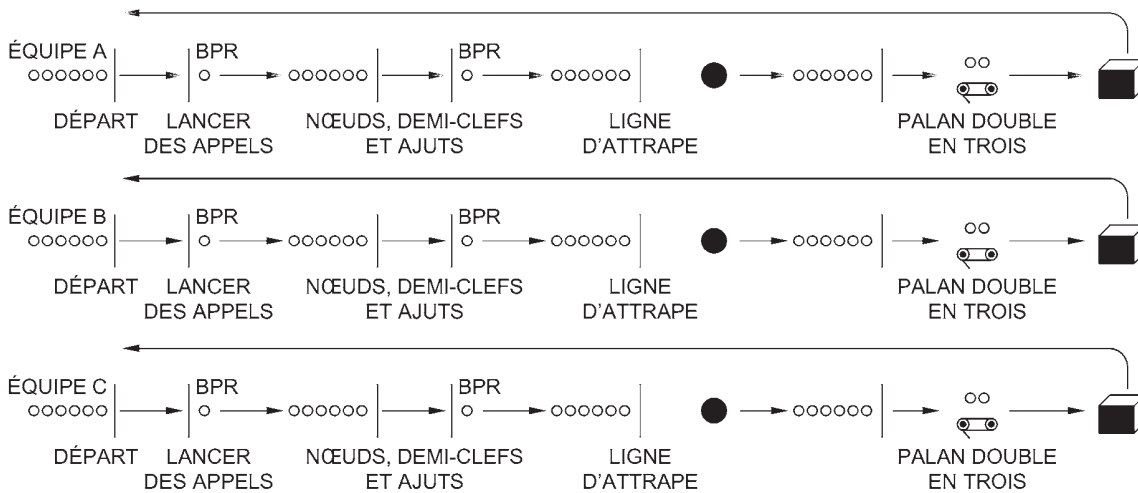 ÉQUIPE A
BPR
BPR
DÉPART
LANCER
DES APPELS
NŒUDS, DEMI-CLEFS
ET AJUTS
LIGNE
D'ATTRAPE
PALAN DOUBLE
EN TROIS
ÉQUIPE B
BPR
BPR
DÉPART
LANCER
DES APPELS
NŒUDS, DEMI-CLEFS
ET AJUTS
LIGNE
D'ATTRAPE
PALAN DOUBLE
EN TROIS
ÉQUIPE C
BPR
BPR
DÉPART
LANCER
DES APPELS
NŒUDS, DEMI-CLEFS
ET AJUTS
LIGNE
D'ATTRAPE
PALAN DOUBLE
EN TROIS